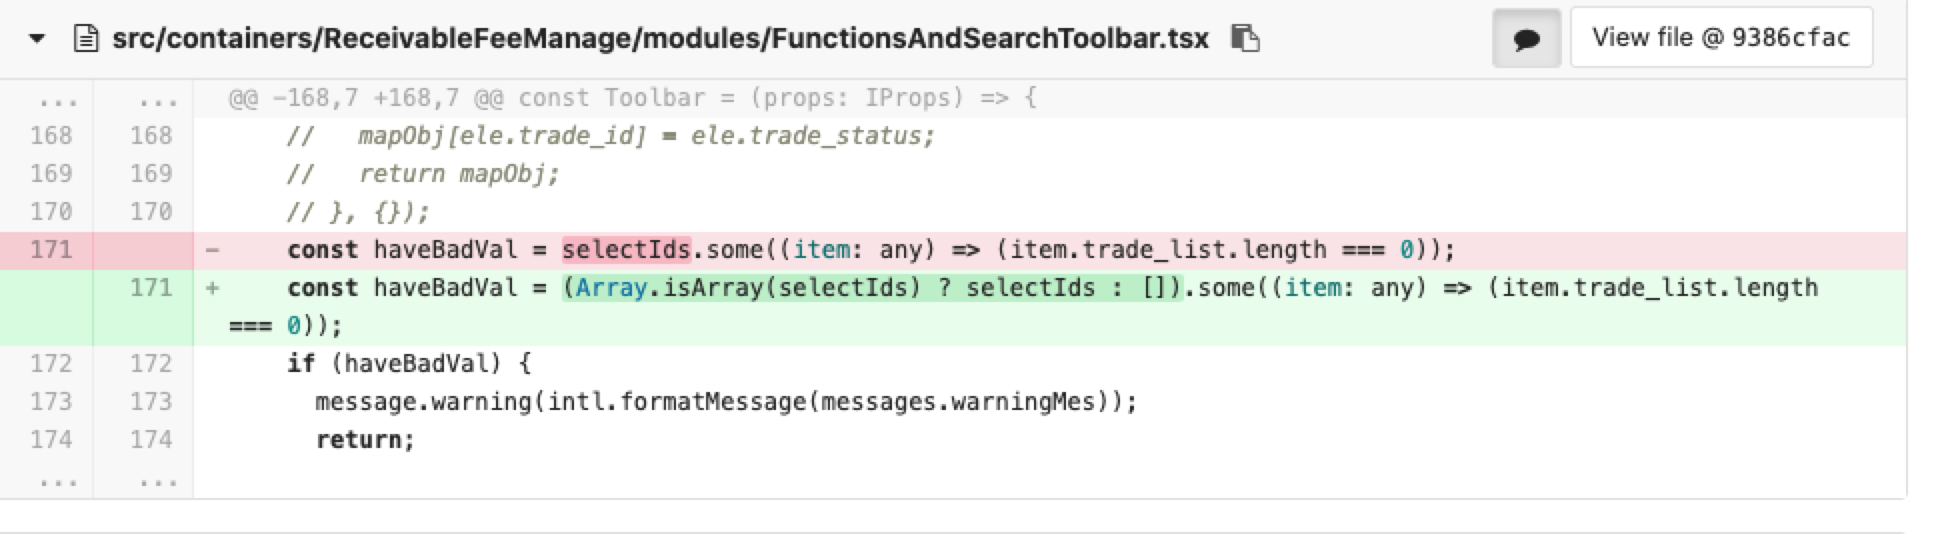 src/containers/ReceivableFeeManage/modules/FunctionsAndSearchToolbar.tsx View file @ 9386cfac
... ... @@ -168,7 +168,7 @@ const Toolbar = (props: IProps) => {
168 168 //   mapObj[ele.trade_id] = ele.trade_status;
169 169 //   return mapObj;
170 170 // }, {});
171 - const haveBadVal = selectIds.some((item: any) => (item.trade_list.length === 0));
171 + const haveBadVal = (Array.isArray(selectIds) ? selectIds : []).some((item: any) => (item.trade_list.length
=== 0));
172 172 if (haveBadVal) {
173 173 message.warning(intl.formatMessage(messages.warningMes));
174 174 return;
... ...